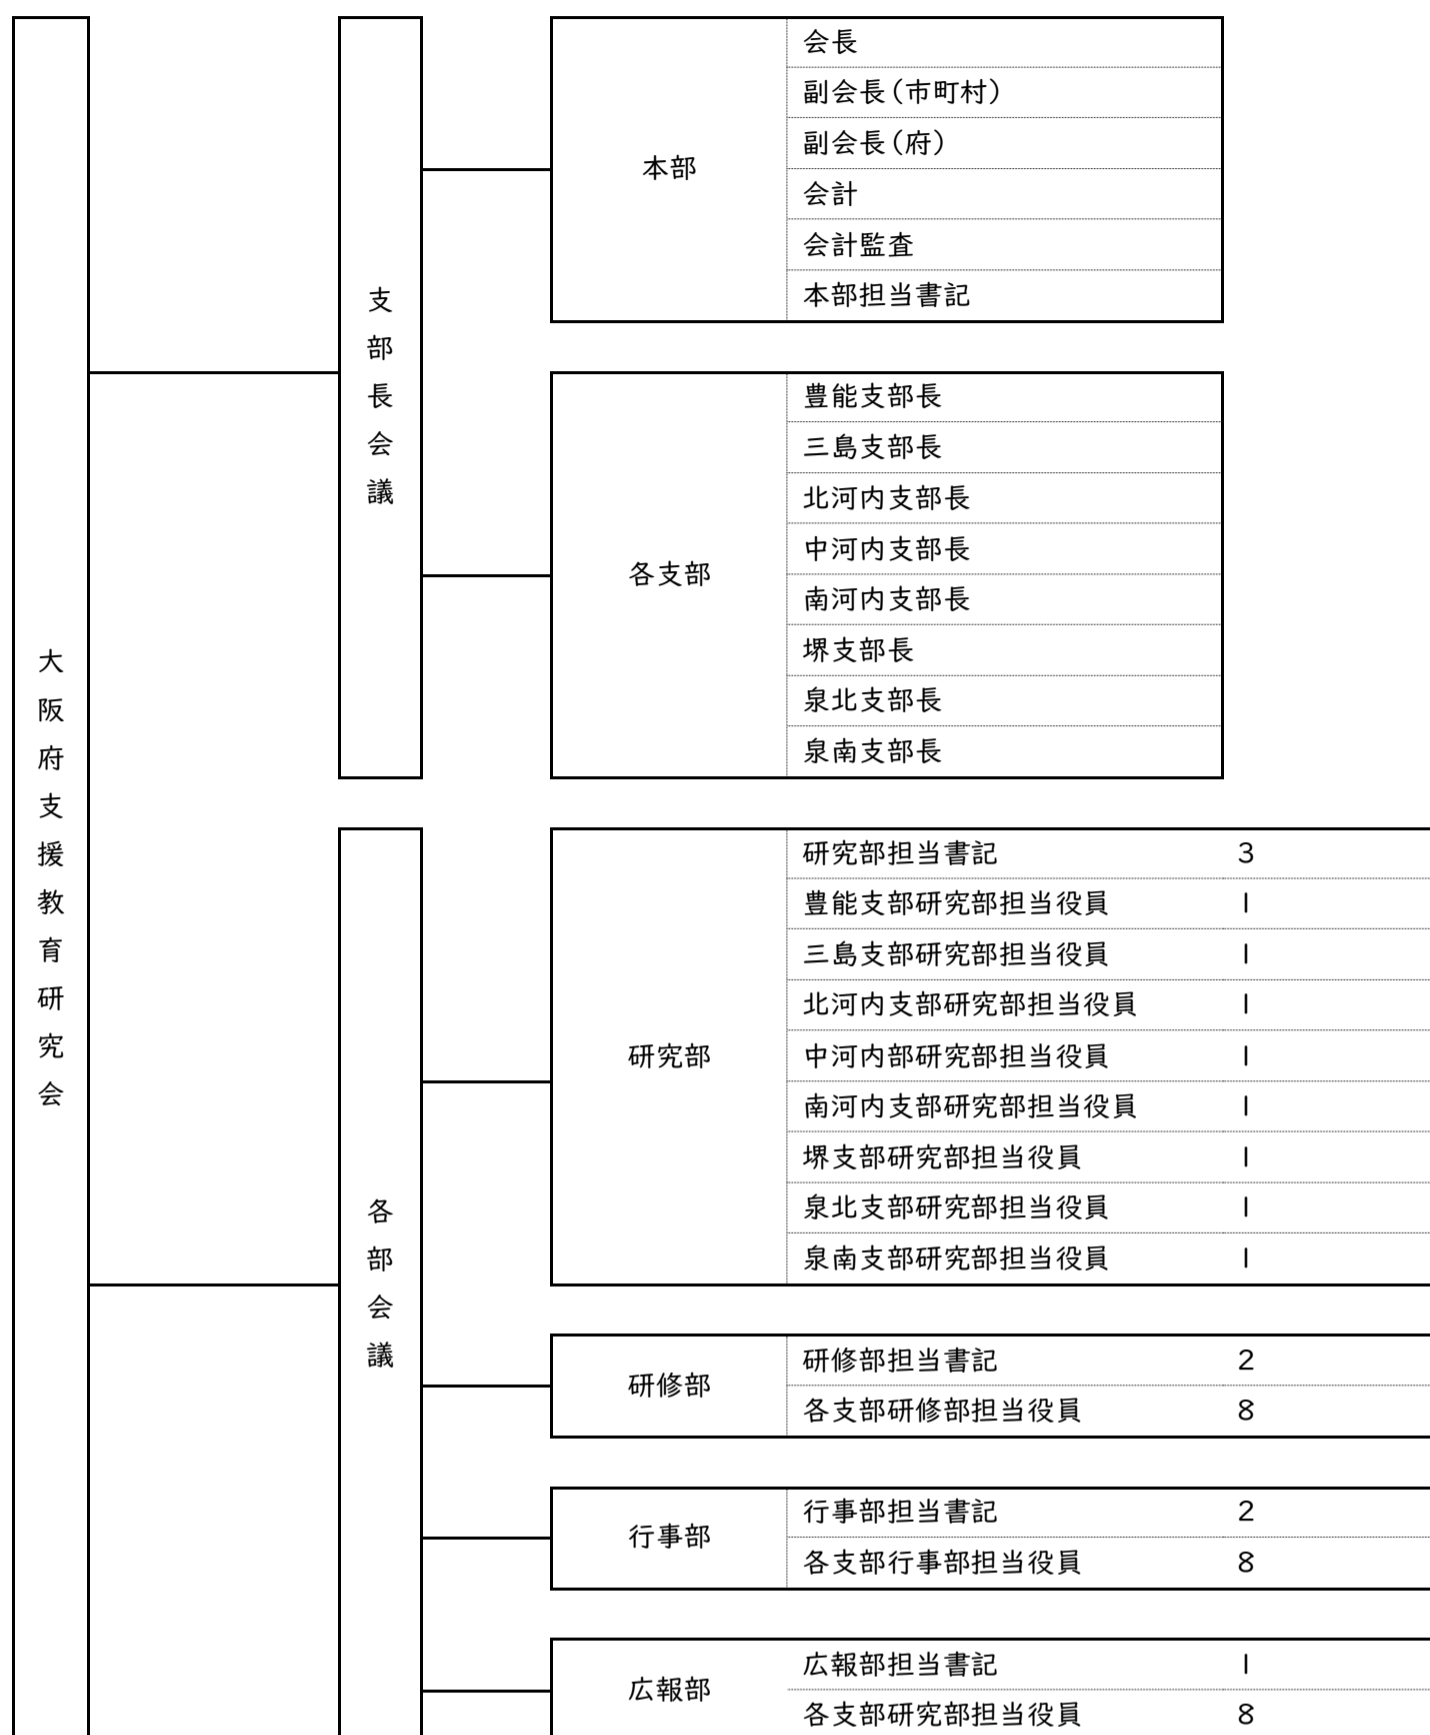 大阪府支援教育研究会
支部長会議
本部
会長
副会長（市町村）
副会長（府）
会計
会計監査
本部担当書記
各支部
豊能支部長
三島支部長
北河内支部長
中河内支部長
南河内支部長
堺支部長
泉北支部長
泉南支部長
各部会議
研究部
研究部担当書記 3
豊能支部研究部担当役員 1
三島支部研究部担当役員 1
北河内支部研究部担当役員 1
中河内部研究部担当役員 1
南河内支部研究部担当役員 1
堺支部研究部担当役員 1
泉北支部研究部担当役員 1
泉南支部研究部担当役員 1
研修部
研修部担当書記 2
各支部研修部担当役員 8
行事部
行事部担当書記 2
各支部行事部担当役員 8
広報部
広報部担当書記 1
各支部研究部担当役員 8